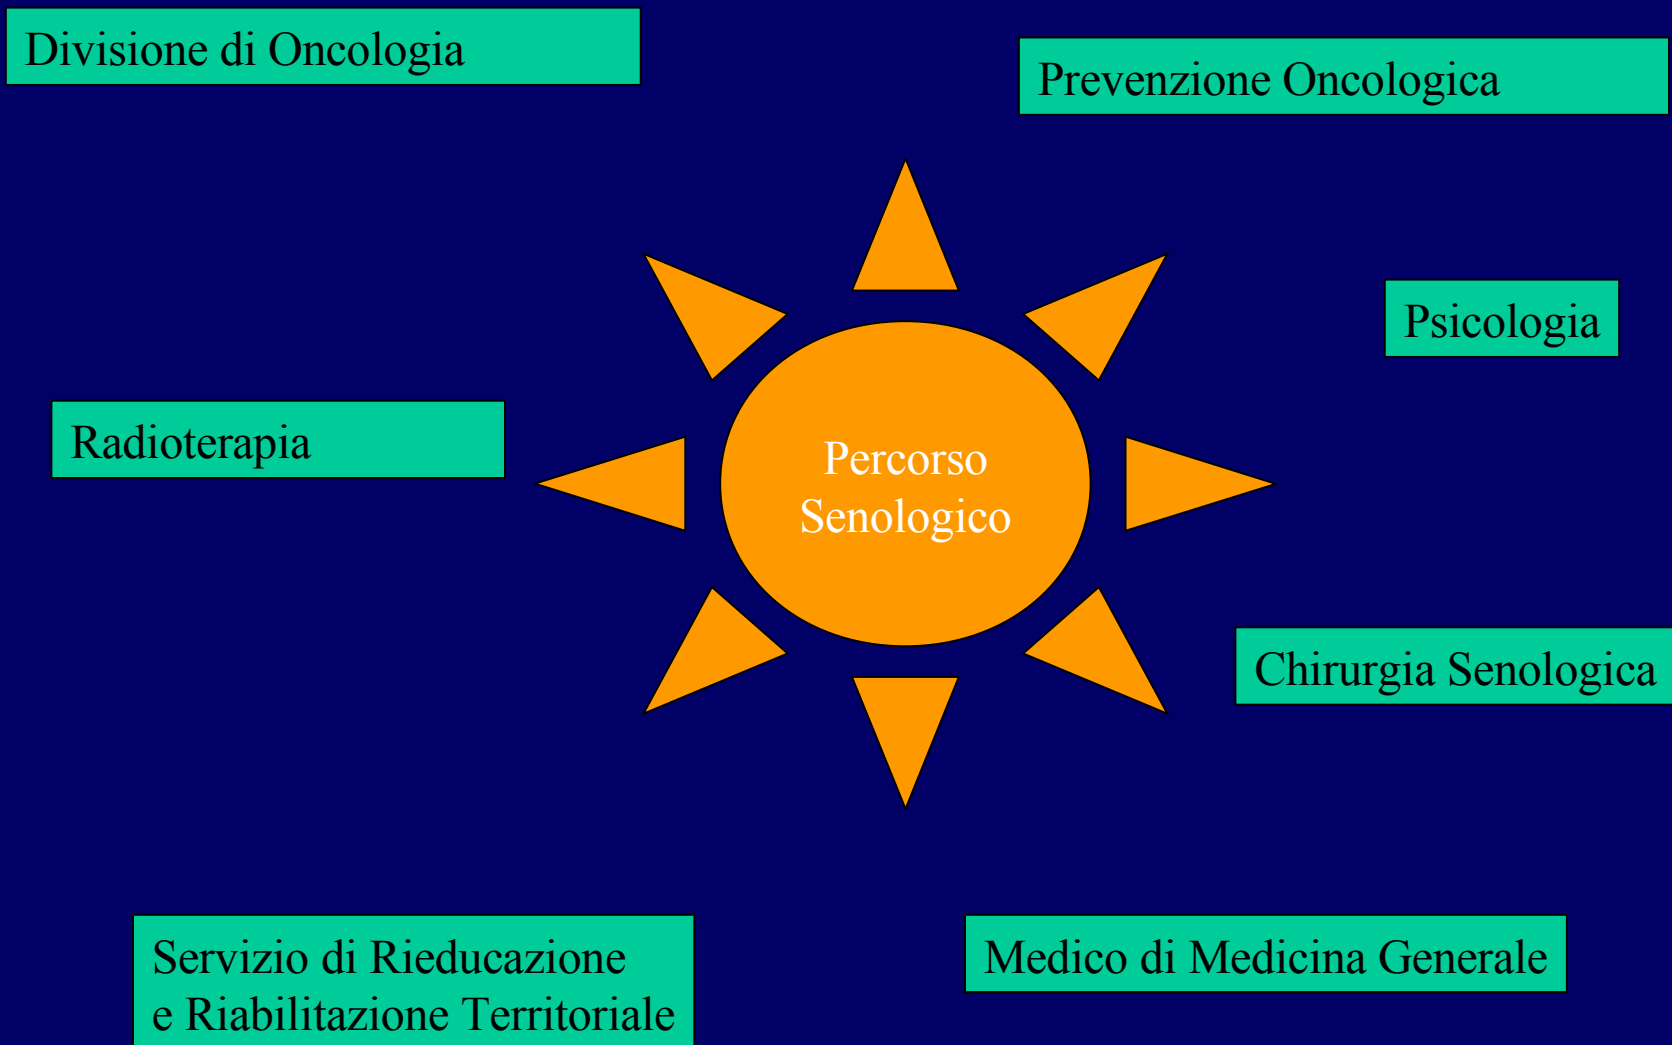 Divisione di Oncologia
Prevenzione Oncologica
Psicologia
Radioterapia
Percorso
Senologico
Chirurgia Senologica
Servizio di Rieducazione
e Riabilitazione Territoriale
Medico di Medicina Generale